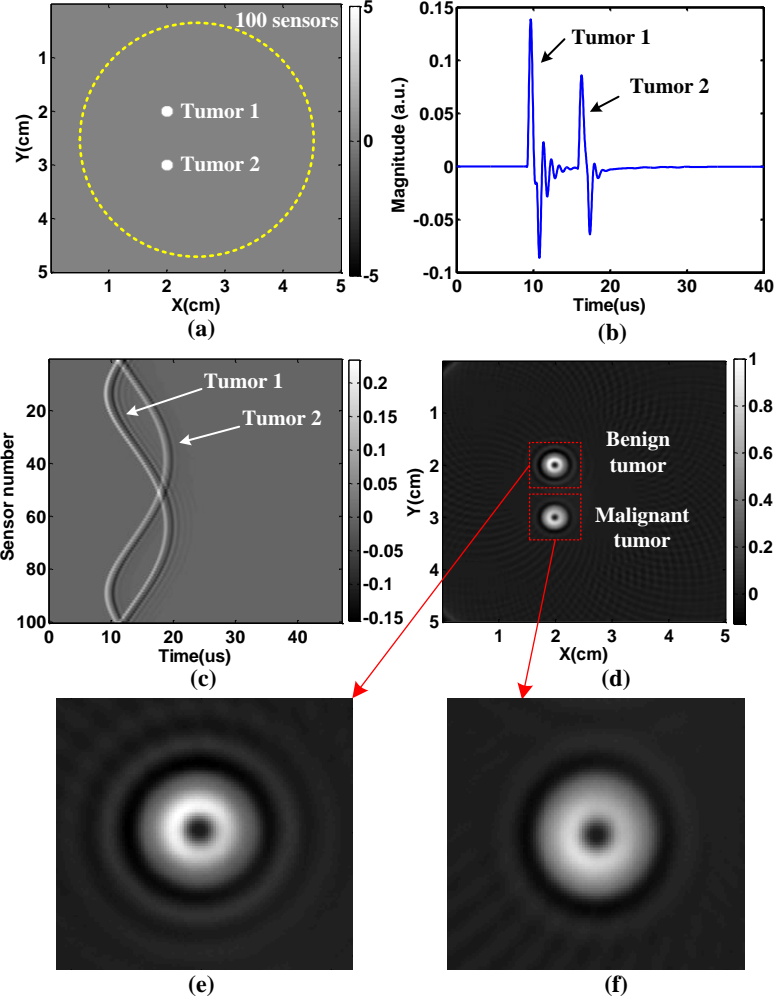 100 sensors
Tumor 1
Tumor 2
Y(cm)
1
2
3
4
5
1
2
3
4
5
X(cm)
5
0
-5
(a)
Magnitude (a.u.)
0.15
0.1
0.05
0
-0.05
-0.1
0
10
20
30
40
Time(us)
Tumor 1
Tumor 2
(b)
Sensor number
20
40
60
80
100
0
20
40
Time(us)
Tumor 1
Tumor 2
0.2
0.15
0.1
0.05
0
-0.05
-0.1
-0.15
(c)
Y(cm)
1
2
3
4
5
0
1
2
3
4
5
X(cm)
Benign
tumor
Malignant
tumor
1
0.8
0.6
0.4
0.2
0
(d)
(e)
(f)